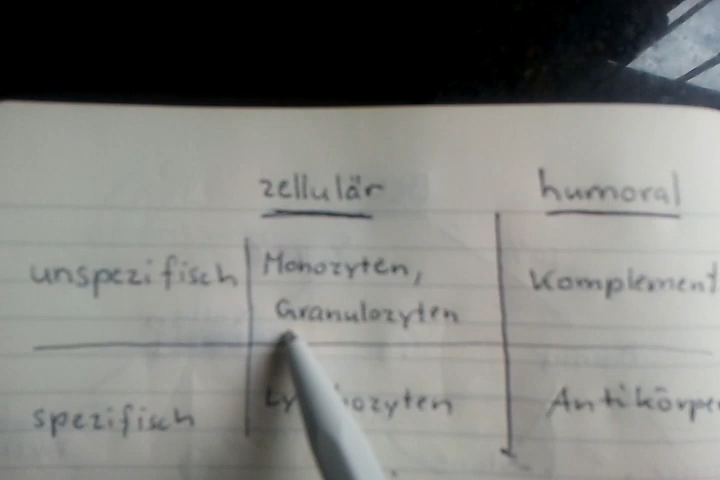 zellulär humoral
unspezifisch Monozyten, Komplement
Granulozyten
spezifisch Antikörpe